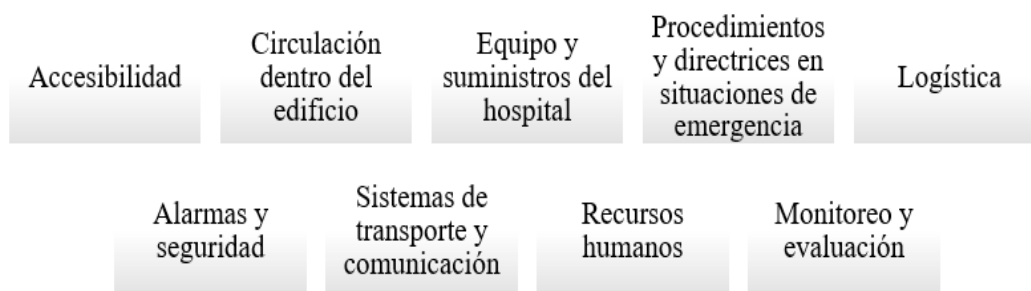 Accesibilidad
Circulación
dentro del
edificio
Equipo y
suministros del
hospital
Procedimientos
y directrices en
situaciones de
emergencia
Logística
Alarmas y
seguridad
Sistemas de
transporte y
comunicación
Recursos
humanos
Monitoreo y
evaluación